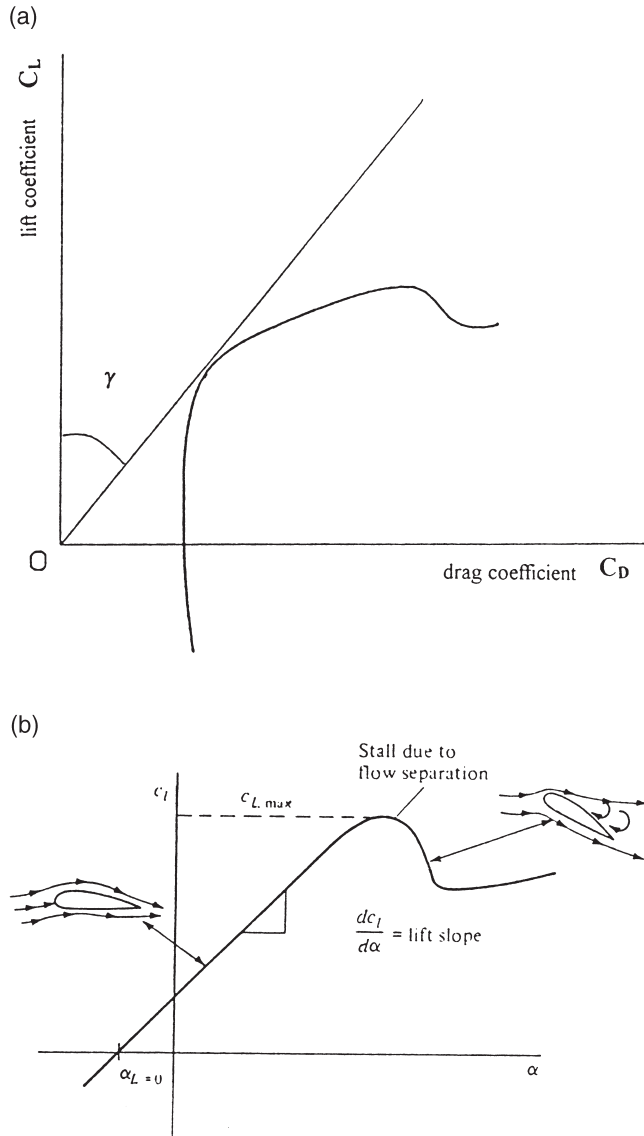 (a)
lift coefficient C_L
γ
O
drag coefficient C_D
(b)
Stall due to
flow separation
c_l
c_L, max
dc_l
dα
= lift slope
α_L = 0
α